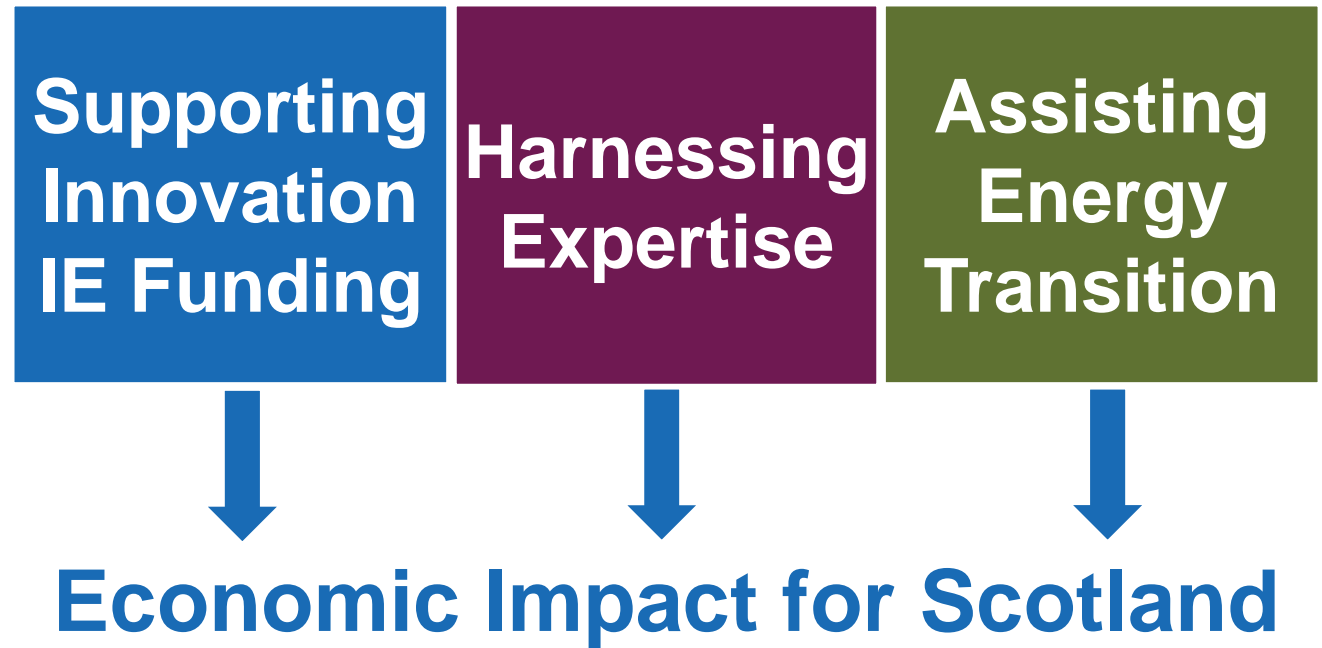 Supporting
Innovation
IE Funding
Harnessing
Expertise
Assisting
Energy
Transition
Economic Impact for Scotland